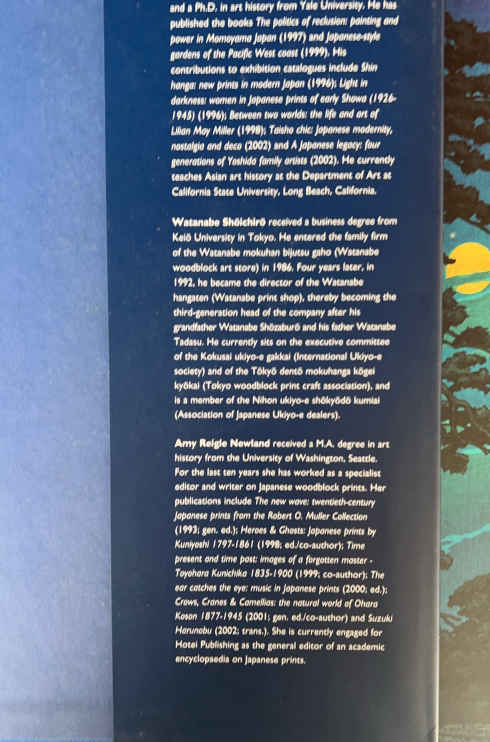 and a Ph.D. in art history from Yale University. He has
published the books The politics of reclusion: painting and
power in Momoyama Japan (1997) and Japanese-style
gardens of the Pacific West coast (1999). His
contributions to exhibition catalogues include Shin
hanga: new prints in modern Japan (1996); Light in
darkness: women in Japanese prints of early Showa (1926-
1945) (1996); Between two worlds: the life and art of
Lilian May Miller (1998); Taisho chic: Japanese modernity,
nostalgia and deco (2002) and A Japanese legacy: four
generations of Yoshida family artists (2002). He currently
teaches Asian art history at the Department of Art at
California State University, Long Beach, California.
Watanabe Shōichirō received a business degree from
Keiō University in Tokyo. He entered the family firm
of the Watanabe mokuhan bijutsu gaho (Watanabe
woodblock art store) in 1986. Four years later, in
1992, he became the director of the Watanabe
hangaten (Watanabe print shop), thereby becoming the
third-generation head of the company after his
grandfather Watanabe Shōzaburō and his father Watanabe
Tadasu. He currently sits on the executive committee
of the Kokusai ukiyo-e gakkai (International Ukiyo-e
society) and of the Tōkyō dentō mokuhanga kōgei
kyōkai (Tokyo woodblock print craft association), and
is a member of the Nihon ukiyo-e shōkyōdō kumiai
(Association of Japanese Ukiyo-e dealers).
Amy Reigle Newland received a M.A. degree in art
history from the University of Washington, Seattle.
For the last ten years she has worked as a specialist
editor and writer on Japanese woodblock prints. Her
publications include The new wave: twentieth-century
Japanese prints from the Robert O. Muller Collection
(1993; gen. ed.); Heroes & Ghosts: Japanese prints by
Kuniyoshi 1797-1861 (1998; ed./co-author); Time
present and time past: images of a forgotten master -
Toyohara Kunichika 1835-1900 (1999; co-author); The
ear catches the eye: music in Japanese prints (2000; ed.);
Crows, Cranes & Camellias: the natural world of Ohara
Koson 1877-1945 (2001; gen. ed./co-author) and Suzuki
Harunobu (2002; trans.). She is currently engaged for
Hotei Publishing as the general editor of an academic
encyclopaedia on Japanese prints.